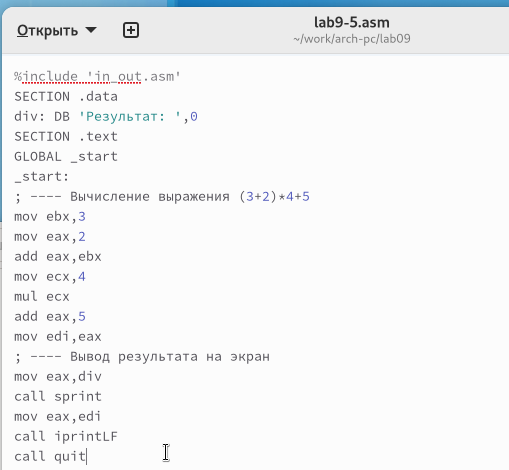 Открыть
lab9-5.asm
~/work/arch-pc/lab09
%include 'in_out.asm'
SECTION .data
div: DB 'Результат: ',0
SECTION .text
GLOBAL _start
_start:
; ---- Вычисление выражения (3+2)*4+5
mov ebx,3
mov eax,2
add eax,ebx
mov ecx,4
mul ecx
add eax,5
mov edi,eax
; ---- Вывод результата на экран
mov eax,div
call sprint
mov eax,edi
call iprintLF
call quit